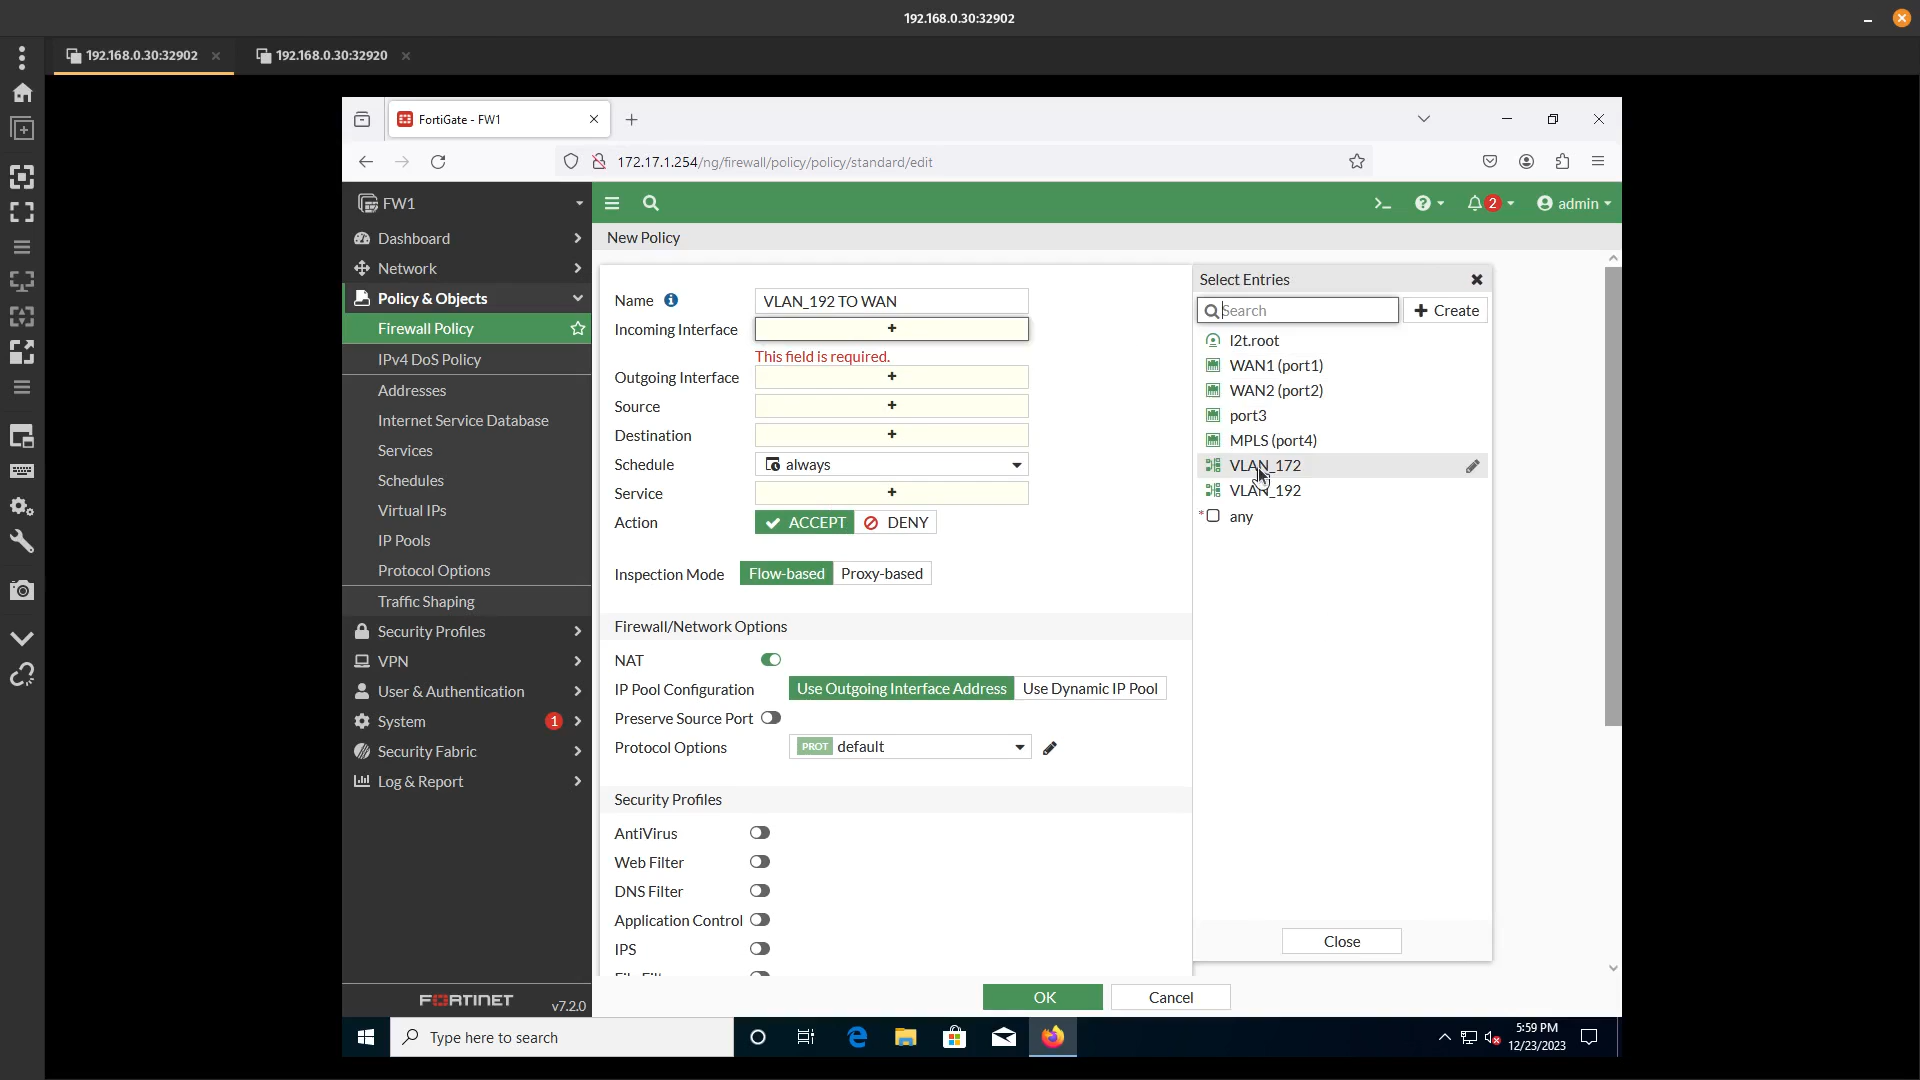 192.168.0.30:32902
192.168.0.30:32902
192.168.0.30:32920
FortiGate - FW1
172.17.1.254/ng/firewall/policy/policy/standard/edit
FW1
2
admin
Dashboard
Network
Policy & Objects
Firewall Policy
IPv4 DoS Policy
Addresses
Internet Service Database
Services
Schedules
Virtual IPs
IP Pools
Protocol Options
Traffic Shaping
Security Profiles
VPN
User & Authentication
System 1
Security Fabric
Log & Report
FORTINET v7.2.0
New Policy
Name VLAN_192 TO WAN
Incoming Interface
This field is required.
Outgoing Interface
Source
Destination
Schedule always
Service
Action ACCEPT DENY
Inspection Mode Flow-based Proxy-based
Firewall/Network Options
NAT
IP Pool Configuration Use Outgoing Interface Address Use Dynamic IP Pool
Preserve Source Port
Protocol Options PROT default
Security Profiles
AntiVirus
Web Filter
DNS Filter
Application Control
IPS
Select Entries
Search
Create
l2t.root
WAN1 (port1)
WAN2 (port2)
port3
MPLS (port4)
VLAN_172
VLAN_192
any
Close
OK Cancel
Type here to search
5:59 PM
12/23/2023